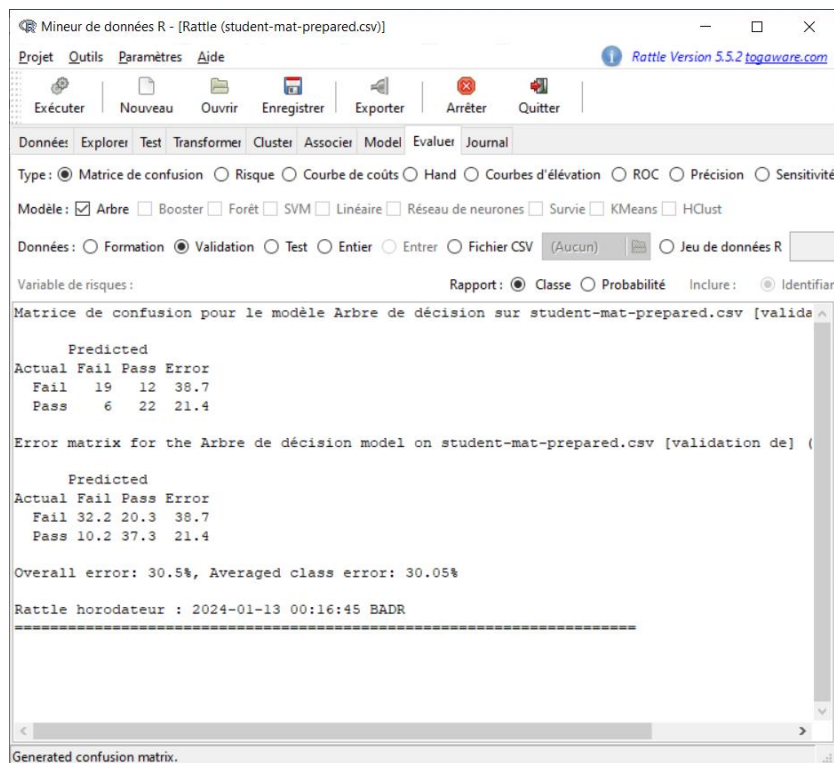 Mineur de données R - [Rattle (student-mat-prepared.csv)]
Projet Outils Paramètres Aide Rattle Version 5.5.2 togaware.com
Exécuter Nouveau Ouvrir Enregistrer Exporter Arrêter Quitter
Donnée: Explorer Test Transformer Cluster Associer Model Evaluer Journal
Type : Matrice de confusion Risque Courbe de coûts Hand Courbes d'élévation ROC Précision Sensitivité
Modèle : Arbre Booster Forêt SVM Linéaire Réseau de neurones Survie KMeans HClust
Données : Formation Validation Test Entier Entrer Fichier CSV (Aucun) Jeu de données R
Variable de risques : Rapport : Classe Probabilité Inclure : Identifian
Matrice de confusion pour le modèle Arbre de décision sur student-mat-prepared.csv [valida
Predicted
Actual Fail Pass Error
Fail 19 12 38.7
Pass 6 22 21.4
Error matrix for the Arbre de décision model on student-mat-prepared.csv [validation de] (
Predicted
Actual Fail Pass Error
Fail 32.2 20.3 38.7
Pass 10.2 37.3 21.4
Overall error: 30.5%, Averaged class error: 30.05%
Rattle horodateur : 2024-01-13 00:16:45 BADR
======================================================================
Generated confusion matrix.